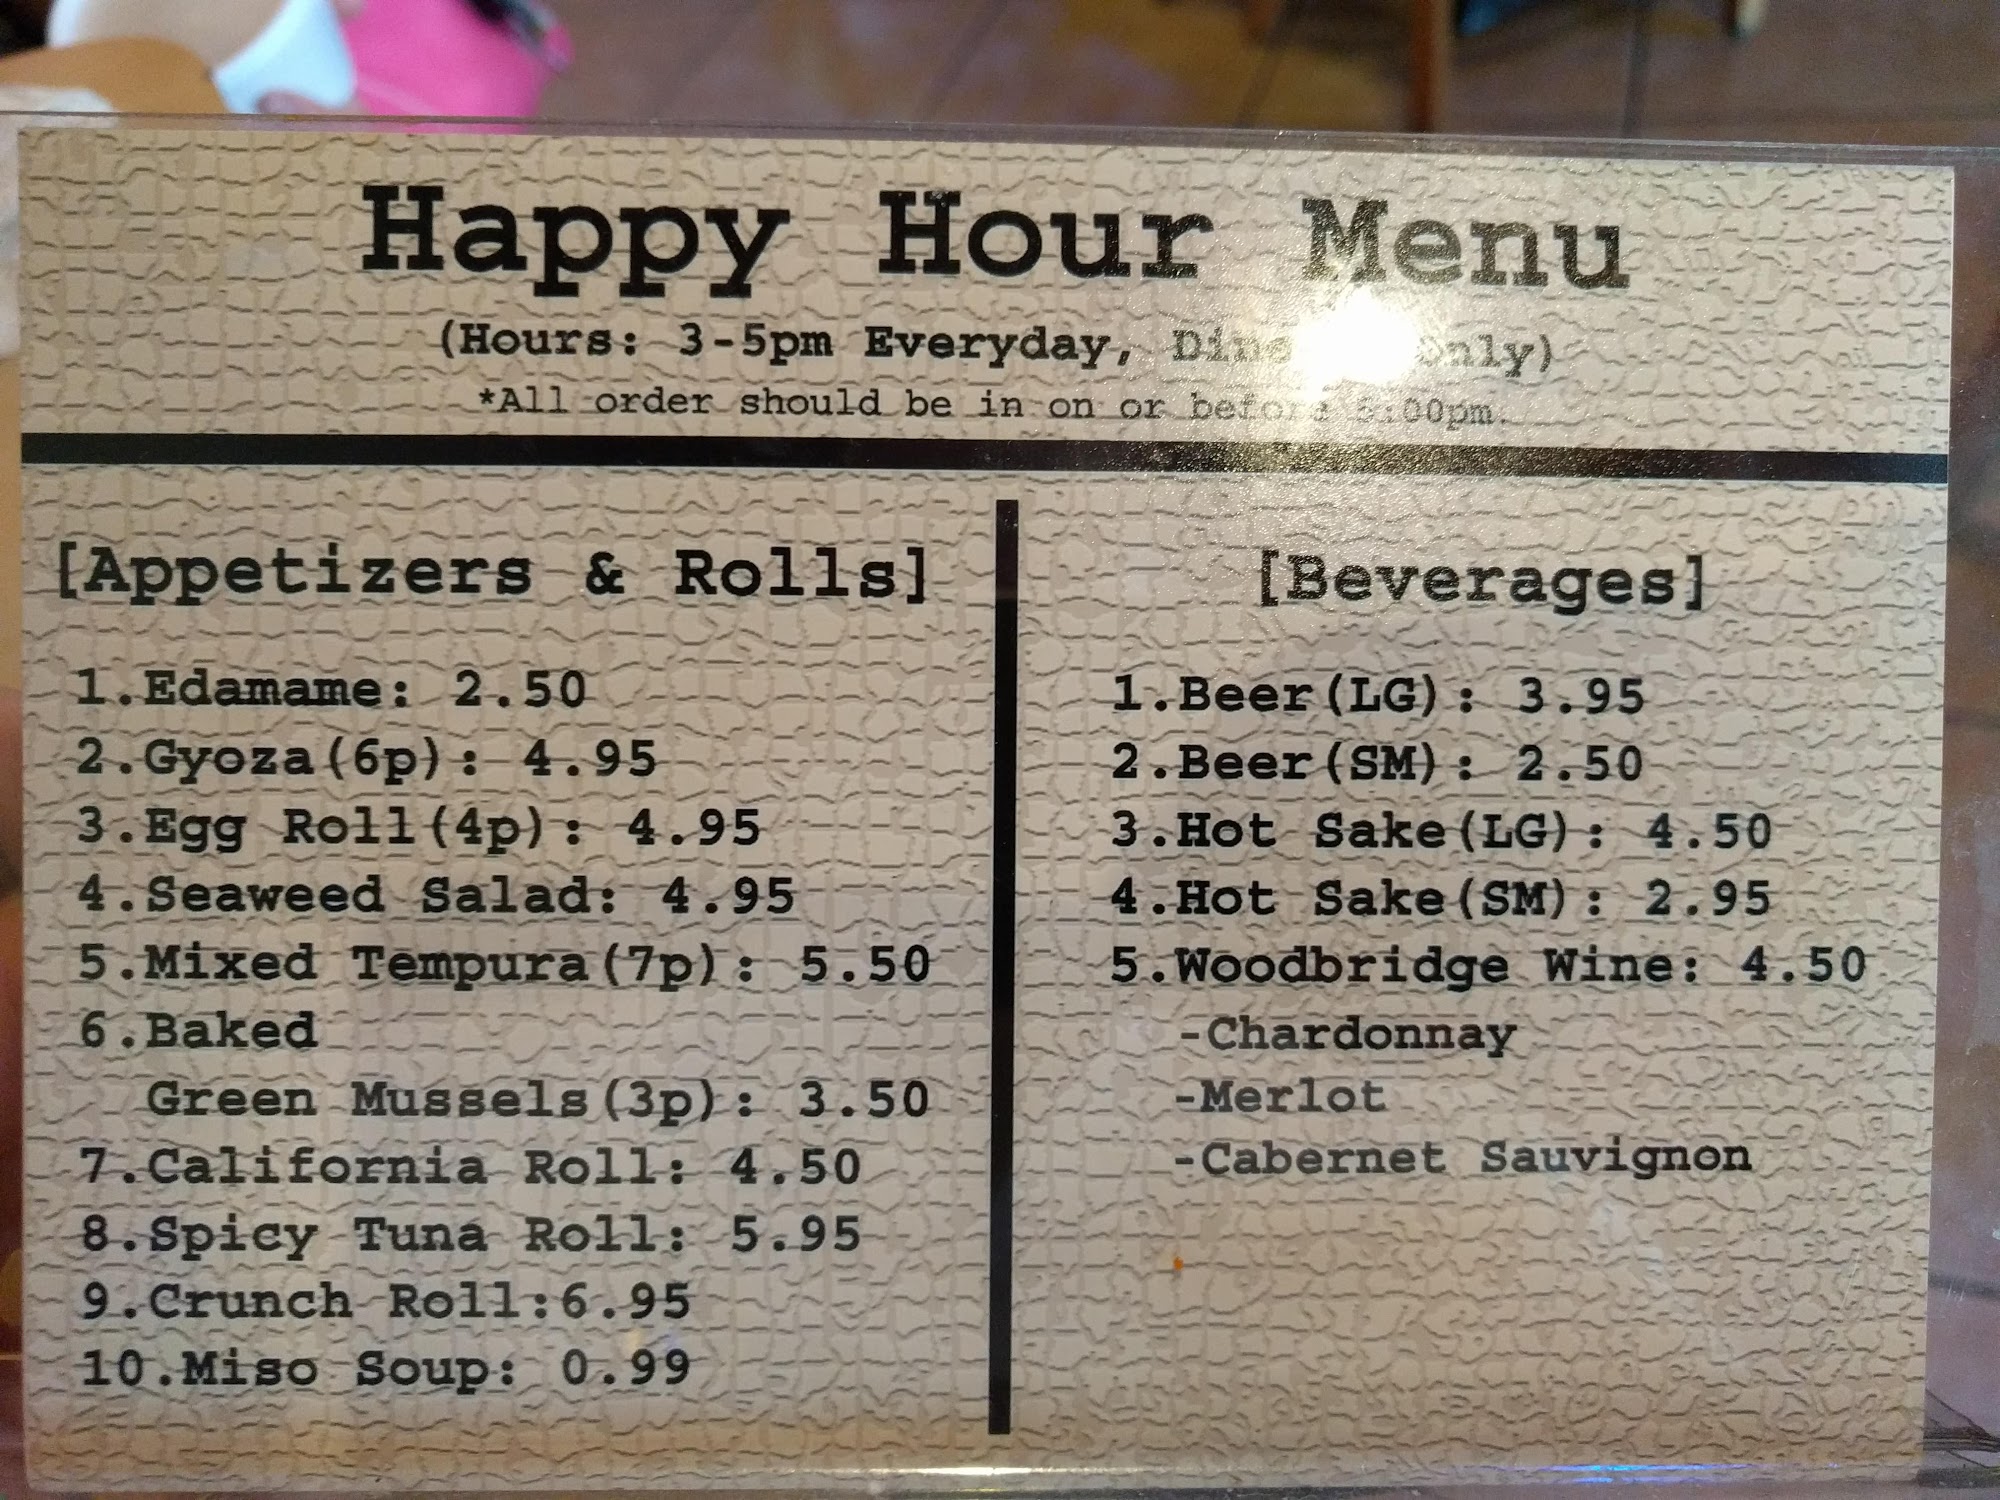 Happy Hour Menu
(Hours: 3-5pm Everyday, Only)
*All order should be in on or before 5:00pm.
[Appetizers & Rolls]
1.Edamame: 2.50
2.Gyoza(6p): 4.95
3.Egg Roll(4p): 4.95
4.Seaweed Salad: 4.95
5.Mixed Tempura(7p): 5.50
6.Baked
Green Mussels(3p): 3.50
7.California Roll: 4.50
8.Spicy Tuna Roll: 5.95
9.Crunch Roll:6.95
10.Miso Soup: 0.99
[Beverages]
1.Beer(LG): 3.95
2.Beer(SM): 2.50
3.Hot Sake(LG): 4.50
4.Hot Sake(SM): 2.95
5.Woodbridge Wine: 4.50
-Chardonnay
-Merlot
-Cabernet Sauvignon